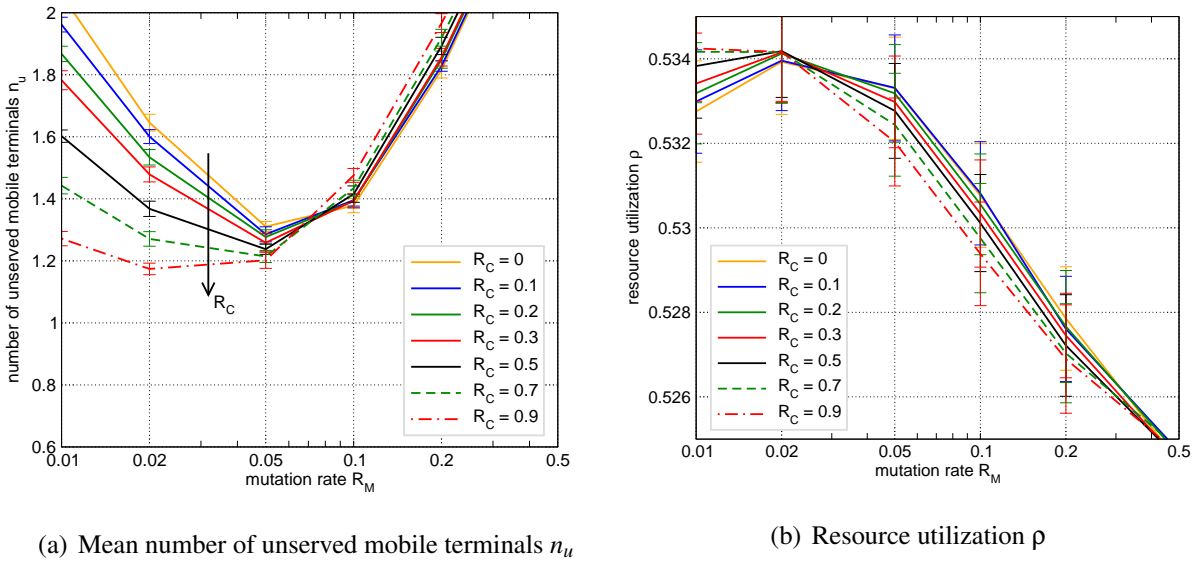 2
1.8
1.6
1.4
1.2
1
0.8
0.6
number of unserved mobile terminals n_u
R_C
R_C = 0
R_C = 0.1
R_C = 0.2
R_C = 0.3
R_C = 0.5
R_C = 0.7
R_C = 0.9
0.01 0.02 0.05 0.1 0.2 0.5
mutation rate R_M
(a) Mean number of unserved mobile terminals n_u
0.534
0.532
0.53
0.528
0.526
resource utilization ρ
R_C = 0
R_C = 0.1
R_C = 0.2
R_C = 0.3
R_C = 0.5
R_C = 0.7
R_C = 0.9
0.01 0.02 0.05 0.1 0.2 0.5
mutation rate R_M
(b) Resource utilization ρ